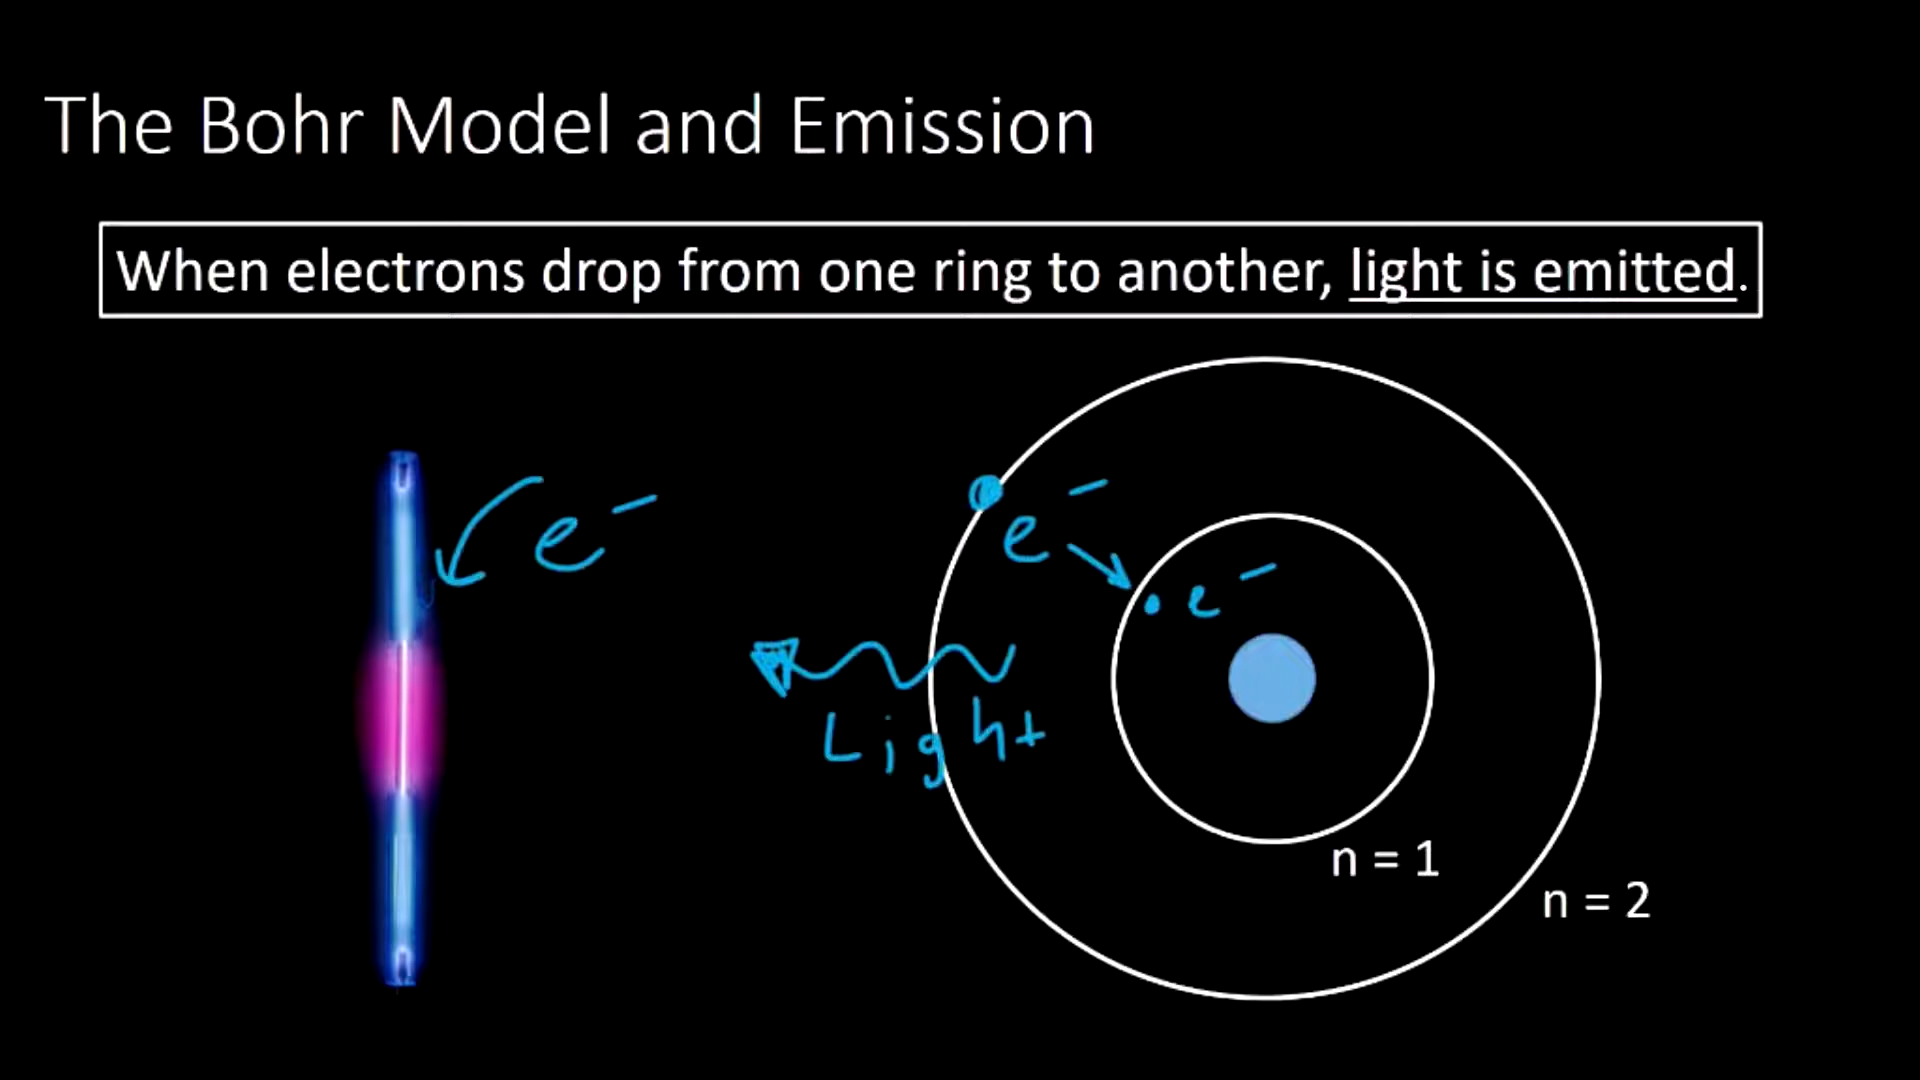 The Bohr Model and Emission
When electrons drop from one ring to another, light is emitted.
e⁻
e⁻
e⁻
Light
n = 1
n = 2